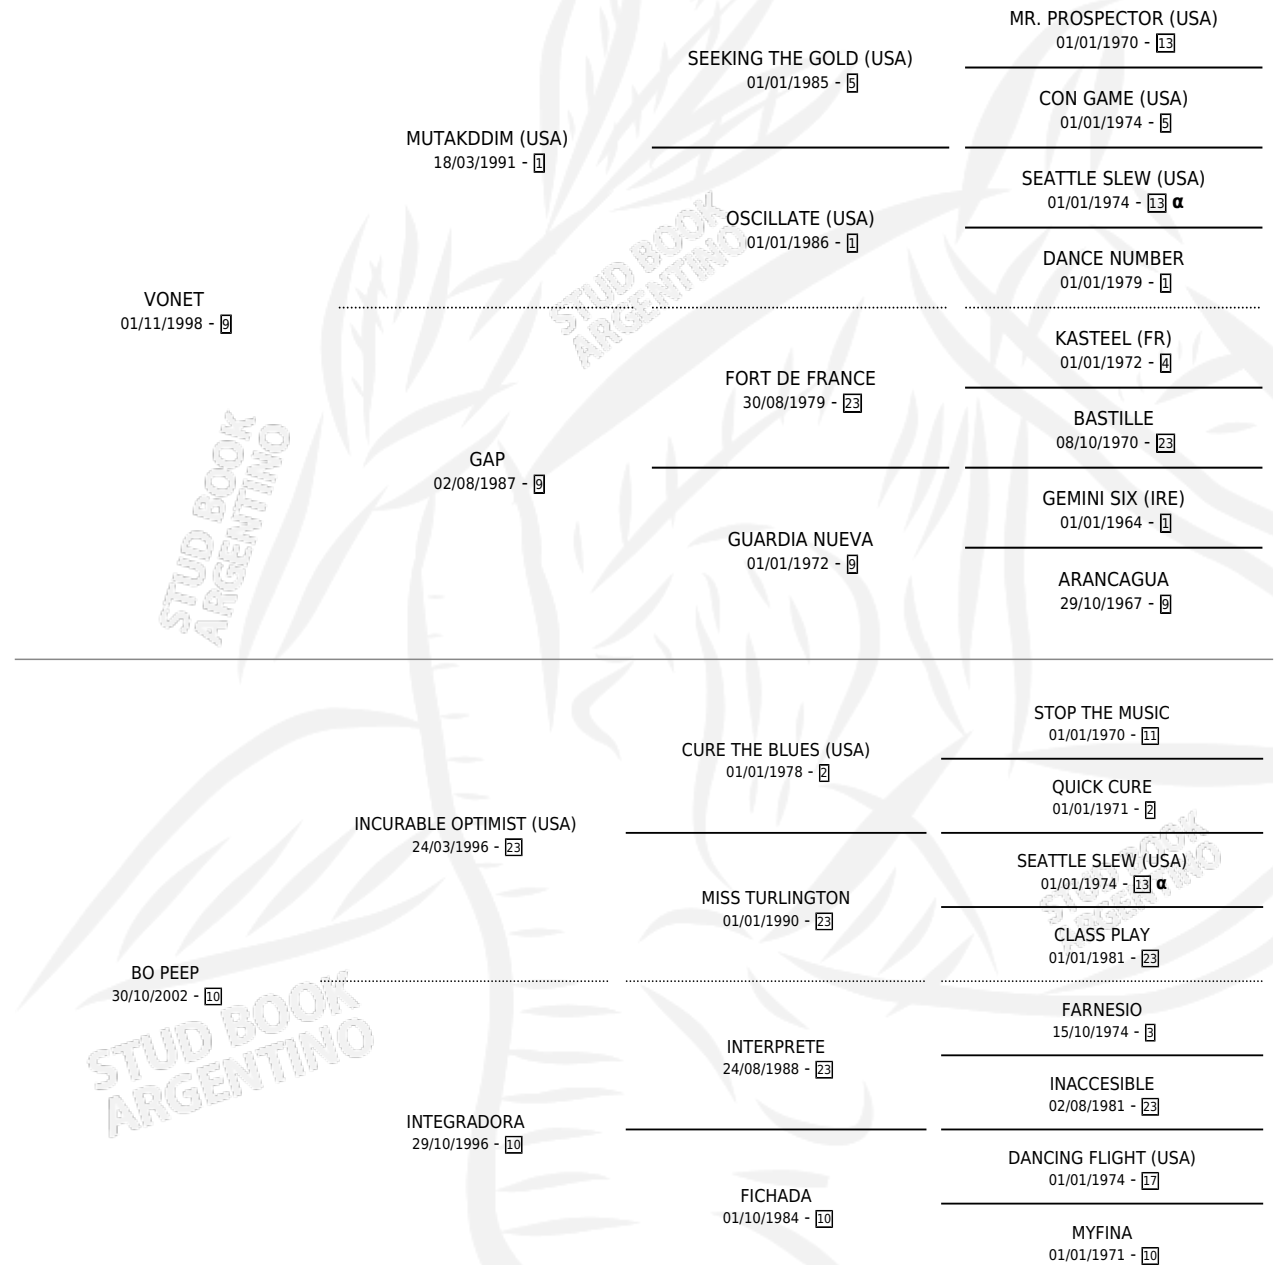 MR. PROSPECTOR (USA)
01/01/1970 - 13
SEEKING THE GOLD (USA)
01/01/1985 - 5
CON GAME (USA)
01/01/1974 - 5
MUTAKDDIM (USA)
18/03/1991 - 1
SEATTLE SLEW (USA)
01/01/1974 - 13 α
OSCILLATE (USA)
01/01/1986 - 1
DANCE NUMBER
01/01/1979 - 1
VONET
01/11/1998 - 9
KASTEEL (FR)
01/01/1972 - 4
FORT DE FRANCE
30/08/1979 - 23
BASTILLE
08/10/1970 - 23
GAP
02/08/1987 - 9
GEMINI SIX (IRE)
01/01/1964 - 1
GUARDIA NUEVA
01/01/1972 - 9
ARANCAGUA
29/10/1967 - 9
STOP THE MUSIC
01/01/1970 - 11
CURE THE BLUES (USA)
01/01/1978 - 2
QUICK CURE
01/01/1971 - 2
INCURABLE OPTIMIST (USA)
24/03/1996 - 23
SEATTLE SLEW (USA)
01/01/1974 - 13 α
MISS TURLINGTON
01/01/1990 - 23
CLASS PLAY
01/01/1981 - 23
BO PEEP
30/10/2002 - 10
FARNESIO
15/10/1974 - 3
INTERPRETE
24/08/1988 - 23
INACCESIBLE
02/08/1981 - 23
INTEGRADORA
29/10/1996 - 10
DANCING FLIGHT (USA)
01/01/1974 - 17
FICHADA
01/10/1984 - 10
MYFINA
01/01/1971 - 10
STUD BOOK
ARGENTINO
STUD BOOK
ARGENTINO
STUD BOOK
ARGENTINO
STUD BOOK
ARGENTINO